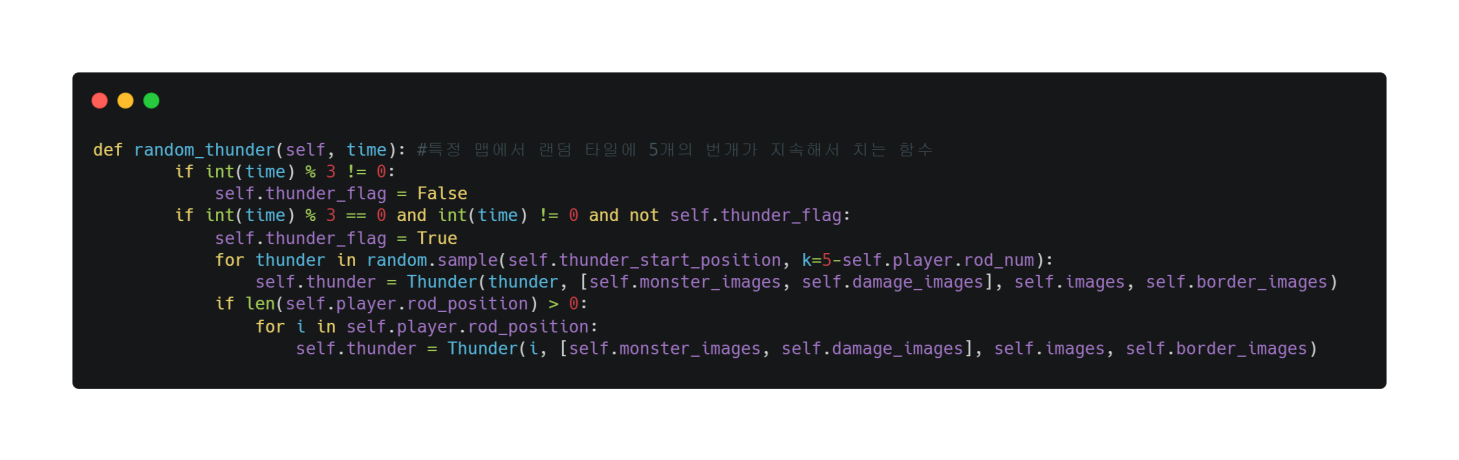 def random_thunder(self, time): #특정 맵에서 랜덤 타일에 5개의 번개가 지속해서 치는 함수
        if int(time) % 3 != 0:
            self.thunder_flag = False
        if int(time) % 3 == 0 and int(time) != 0 and not self.thunder_flag:
            self.thunder_flag = True
            for thunder in random.sample(self.thunder_start_position, k=5-self.player.rod_num):
                self.thunder = Thunder(thunder, [self.monster_images, self.damage_images], self.images, self.border_images)
            if len(self.player.rod_position) > 0:
                for i in self.player.rod_position:
                    self.thunder = Thunder(i, [self.monster_images, self.damage_images], self.images, self.border_images)